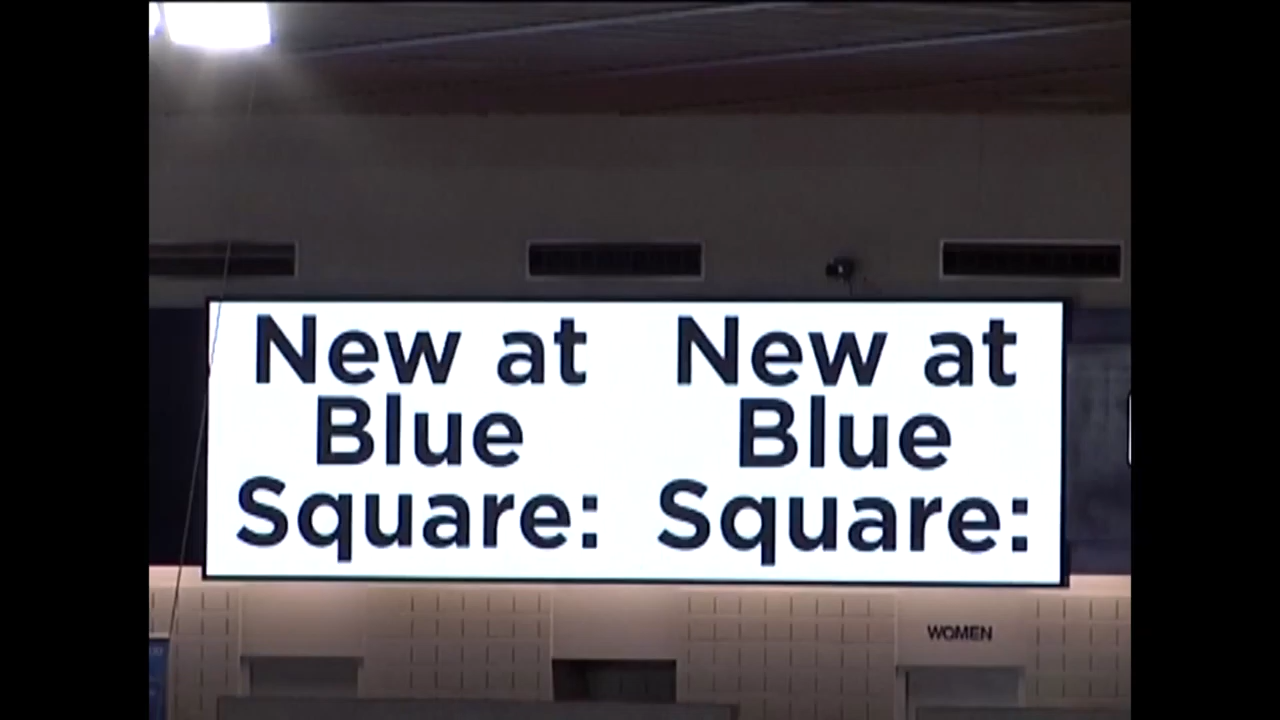 New at
Blue
Square:
New at
Blue
Square:
WOMEN